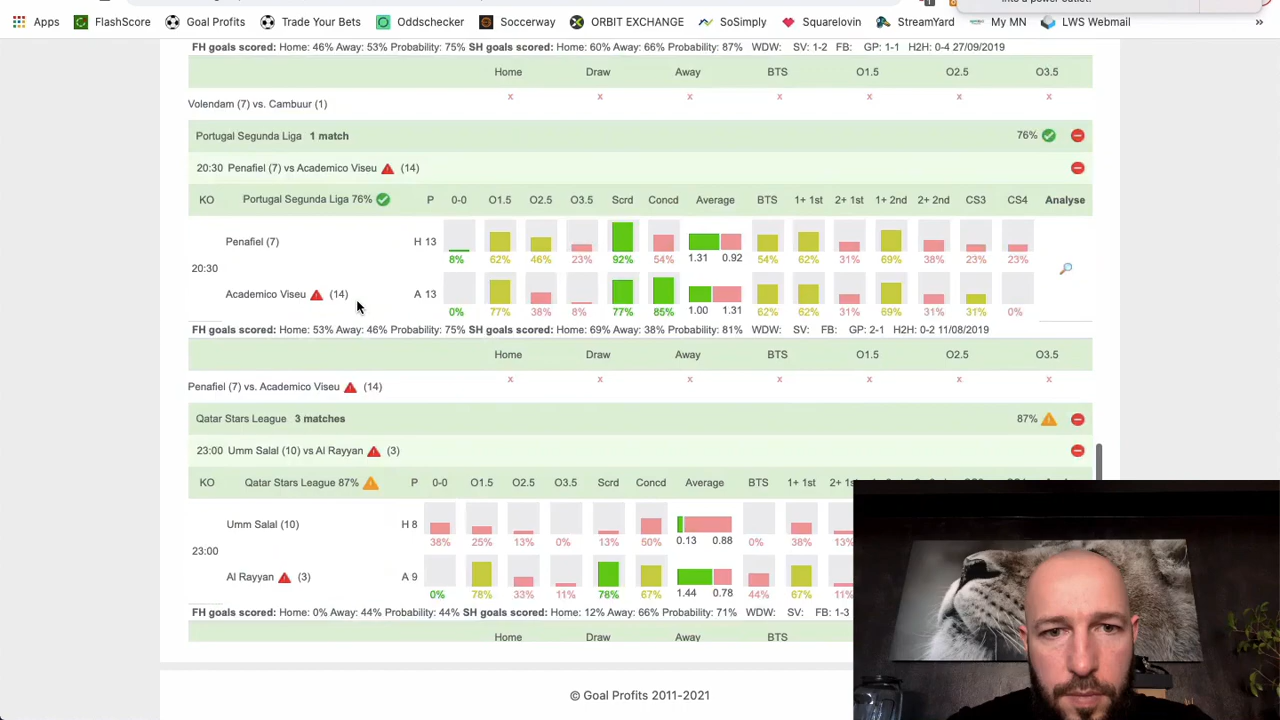 into a power outlet.
Apps FlashScore Goal Profits Trade Your Bets Oddschecker Soccerway ORBIT EXCHANGE SoSimply Squarelovin StreamYard My MN LWS Webmail »
FH goals scored: Home: 46% Away: 53% Probability: 75% SH goals scored: Home: 60% Away: 66% Probability: 87% WDW: SV: 1-2 FB: GP: 1-1 H2H: 0-4 27/09/2019
Home Draw Away BTS O1.5 O2.5 O3.5
x x x x x x x
Volendam (7) vs. Cambuur (1)
Portugal Segunda Liga 1 match 76%
20:30 Penafiel (7) vs Academico Viseu (14)
KO Portugal Segunda Liga 76% P 0-0 O1.5 O2.5 O3.5 Scrd Concd Average BTS 1+ 1st 2+ 1st 1+ 2nd 2+ 2nd CS3 CS4 Analyse
Penafiel (7) H 13
8% 62% 46% 23% 92% 54% 1.31 0.92 54% 62% 31% 69% 38% 23% 23%
20:30
Academico Viseu (14) A 13
0% 77% 38% 8% 77% 85% 1.00 1.31 62% 62% 31% 69% 31% 31% 0%
FH goals scored: Home: 53% Away: 46% Probability: 75% SH goals scored: Home: 69% Away: 38% Probability: 81% WDW: SV: FB: GP: 2-1 H2H: 0-2 11/08/2019
Home Draw Away BTS O1.5 O2.5 O3.5
x x x x x x x
Penafiel (7) vs. Academico Viseu (14)
Qatar Stars League 3 matches 87%
23:00 Umm Salal (10) vs Al Rayyan (3)
KO Qatar Stars League 87% P 0-0 O1.5 O2.5 O3.5 Scrd Concd Average BTS 1+ 1st 2+ 1st
Umm Salal (10) H 8
38% 25% 13% 0% 13% 50% 0.13 0.88 0% 38% 13%
23:00
Al Rayyan (3) A 9
0% 78% 33% 11% 78% 67% 1.44 0.78 44% 67% 11%
FH goals scored: Home: 0% Away: 44% Probability: 44% SH goals scored: Home: 12% Away: 66% Probability: 71% WDW: SV: FB: 1-3
Home Draw Away BTS
© Goal Profits 2011-2021